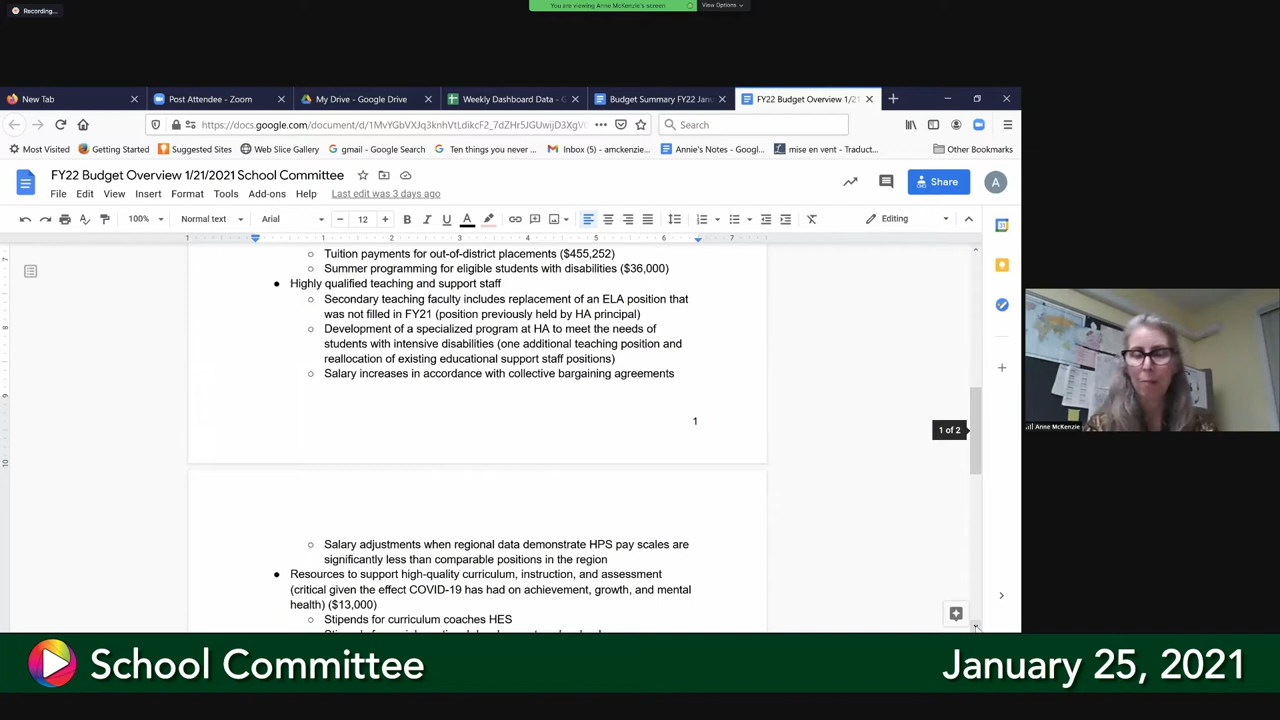 Recording...
You are viewing Anne McKenzie's screen
View Options
New Tab
Post Attendee - Zoom
My Drive - Google Drive
Weekly Dashboard Data - G
Budget Summary FY22 Janu
FY22 Budget Overview 1/21
Search
Most Visited
Getting Started
Suggested Sites
Web Slice Gallery
gmail - Google Search
Ten things you never ...
Inbox (5) - amckenzie...
Annie's Notes - Googl...
mise en vent - Traduct...
Other Bookmarks
FY22 Budget Overview 1/21/2021 School Committee
File Edit View Insert Format Tools Add-ons Help Last edit was 3 days ago
Share
A
100% Normal text Arial 12 Editing
Tuition payments for out-of-district placements ($455,252)
Summer programming for eligible students with disabilities ($36,000)
Highly qualified teaching and support staff
Secondary teaching faculty includes replacement of an ELA position that
was not filled in FY21 (position previously held by HA principal)
Development of a specialized program at HA to meet the needs of
students with intensive disabilities (one additional teaching position and
reallocation of existing educational support staff positions)
Salary increases in accordance with collective bargaining agreements
1
1 of 2
Anne McKenzie
Salary adjustments when regional data demonstrate HPS pay scales are
significantly less than comparable positions in the region
Resources to support high-quality curriculum, instruction, and assessment
(critical given the effect COVID-19 has had on achievement, growth, and mental
health) ($13,000)
Stipends for curriculum coaches HES
School Committee
January 25, 2021